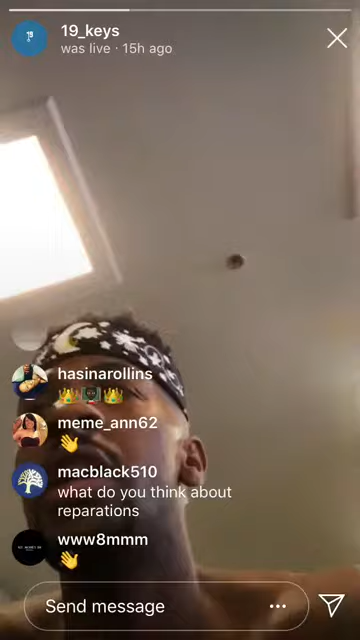 19_keys
was live · 15h ago
hasinarollins
👑👩🏿‍🏫👑
meme_ann62
👋
macblack510
what do you think about
reparations
www8mmm
👋
Send message